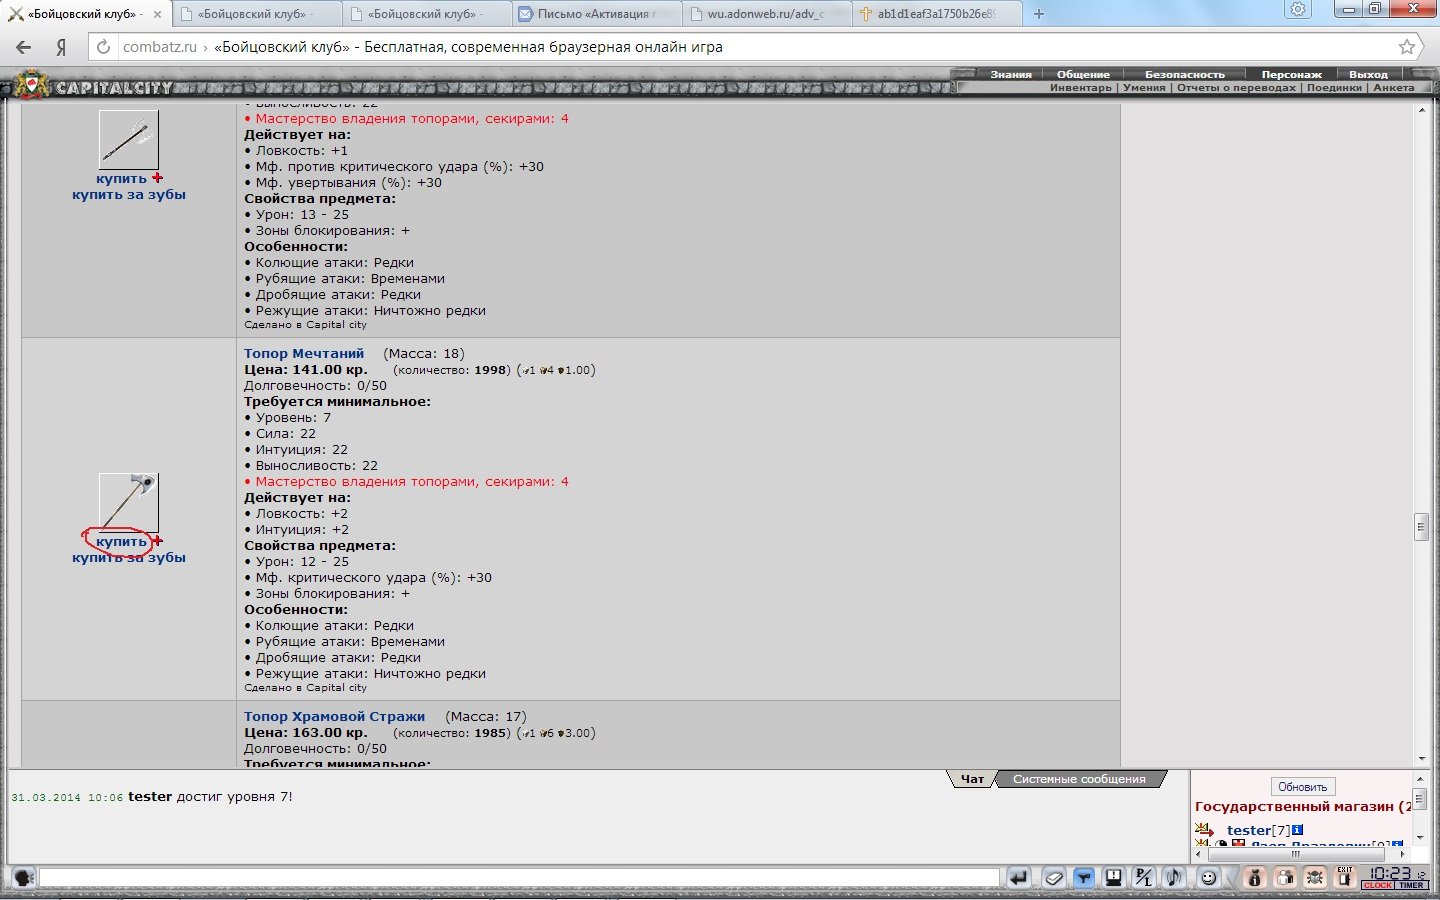 «Бойцовский клуб» -
«Бойцовский клуб» -
«Бойцовский клуб» -
Письмо «Активация
wu.adonweb.ru/adv_c
ab1d1eaf3a1750b26e89
Я
combatz.ru › «Бойцовский клуб» - Бесплатная, современная браузерная онлайн игра
CAPITALCITY
Знания | Общение | Безопасность | Персонаж | Выход
Инвентарь | Умения | Отчеты о переводах | Поединки | Анкета
• Выносливость: 22
• Мастерство владения топорами, секирами: 4
Действует на:
• Ловкость: +1
• Мф. против критического удара (%): +30
• Мф. увертывания (%): +30
Свойства предмета:
• Урон: 13 - 25
• Зоны блокирования: +
Особенности:
• Колющие атаки: Редки
• Рубящие атаки: Временами
• Дробящие атаки: Редки
• Режущие атаки: Ничтожно редки
Сделано в Capital city
купить
купить за зубы
Топор Мечтаний (Масса: 18)
Цена: 141.00 кр. (количество: 1998) (1 4 1.00)
Долговечность: 0/50
Требуется минимальное:
• Уровень: 7
• Сила: 22
• Интуиция: 22
• Выносливость: 22
• Мастерство владения топорами, секирами: 4
Действует на:
• Ловкость: +2
• Интуиция: +2
Свойства предмета:
• Урон: 12 - 25
• Мф. критического удара (%): +30
• Зоны блокирования: +
Особенности:
• Колющие атаки: Редки
• Рубящие атаки: Временами
• Дробящие атаки: Редки
• Режущие атаки: Ничтожно редки
Сделано в Capital city
купить
купить за зубы
Топор Храмовой Стражи (Масса: 17)
Цена: 163.00 кр. (количество: 1985) (1 6 3.00)
Долговечность: 0/50
Требуется минимальное:
Чат
Системные сообщения
31.03.2014 10:06 tester достиг уровня 7!
Обновить
Государственный магазин (2
tester[7]
P/L
EXIT
10:23 12
CLOCK TIMER